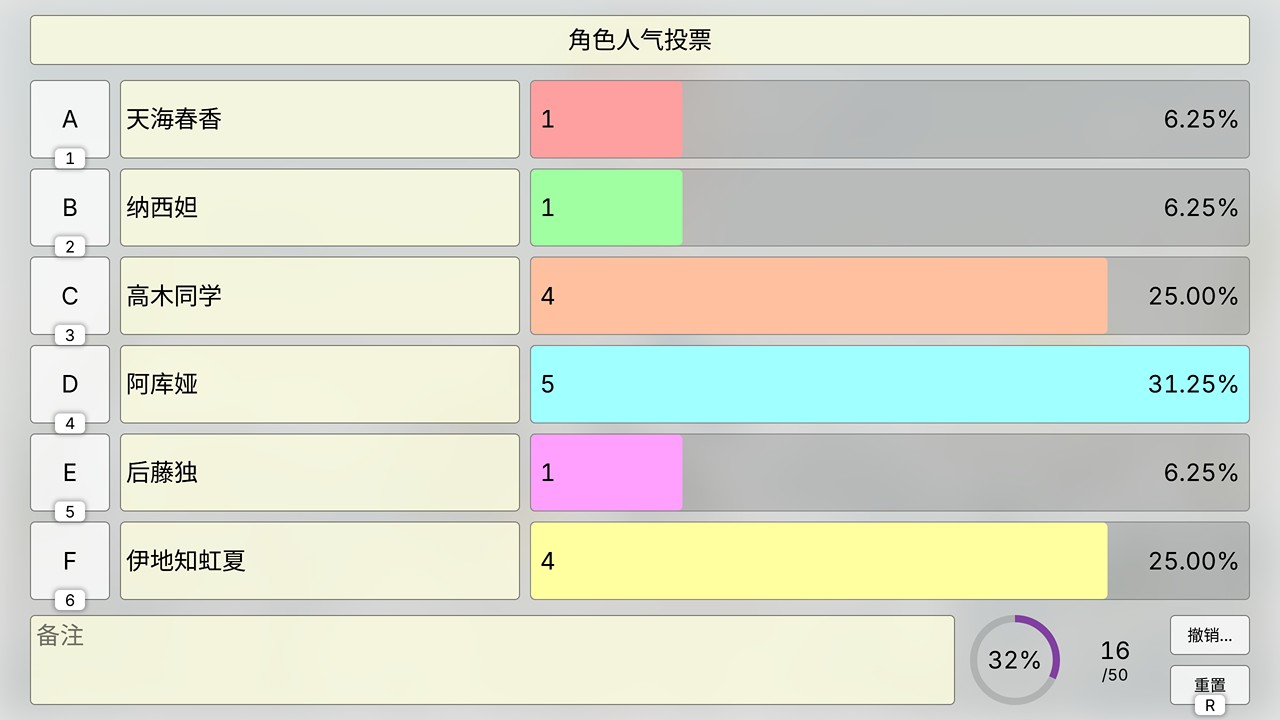 角色人气投票
A
1
天海春香
1
6.25%
B
2
纳西妲
1
6.25%
C
3
高木同学
4
25.00%
D
4
阿库娅
5
31.25%
E
5
后藤独
1
6.25%
F
6
伊地知虹夏
4
25.00%
备注
32%
16
/50
撤销...
重置
R